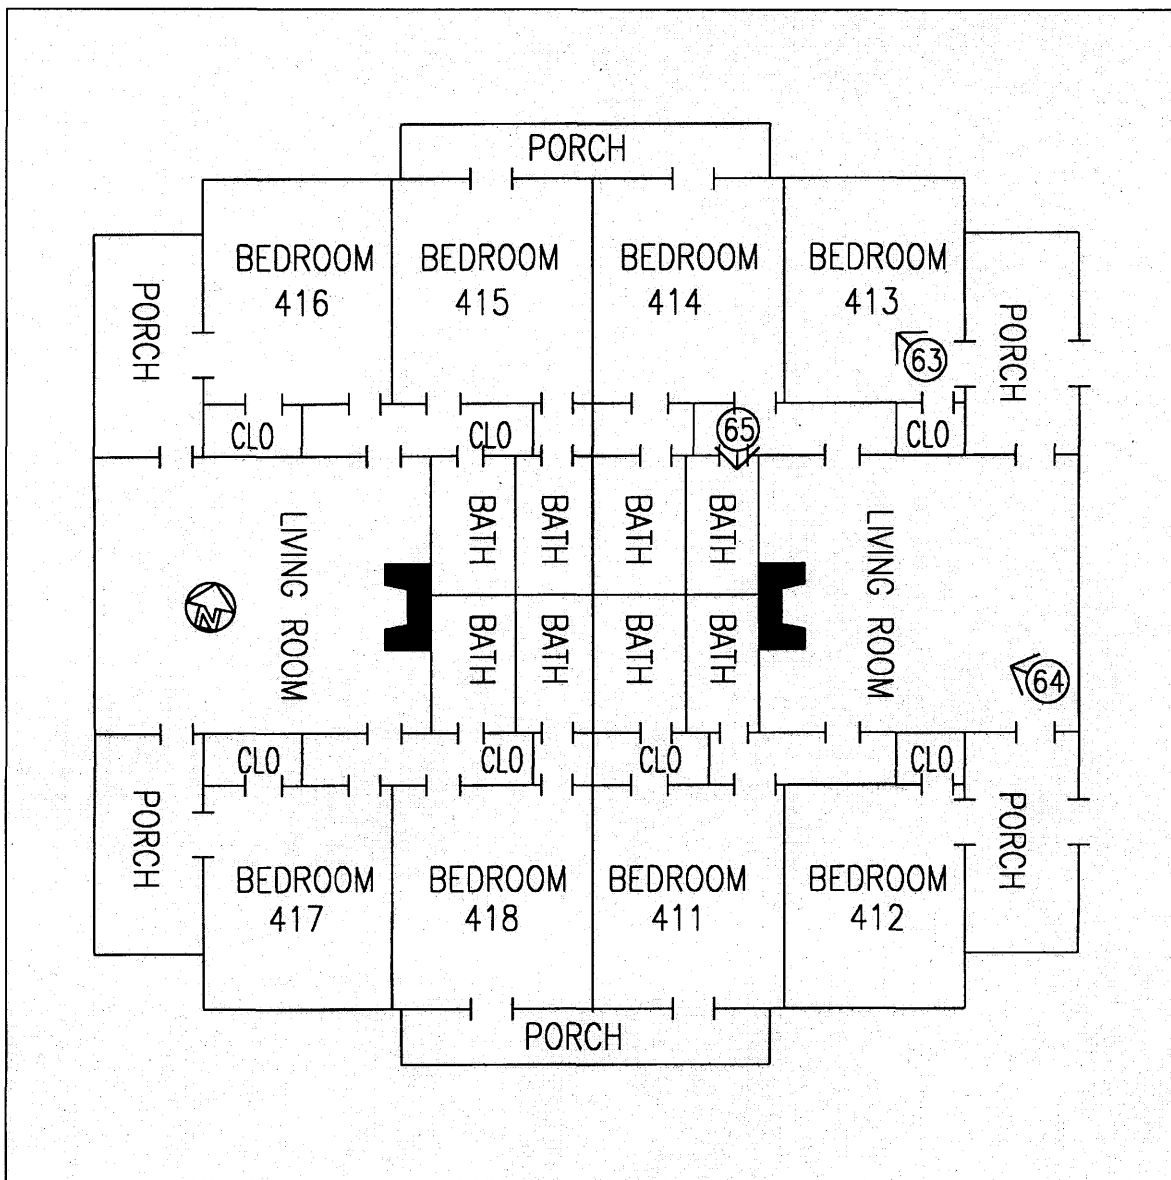 PORCH
BEDROOM
416
BEDROOM
415
BEDROOM
414
BEDROOM
413
PORCH
PORCH
63
CLO
CLO
65
CLO
LIVING ROOM
BATH
BATH
BATH
BATH
LIVING ROOM
N
BATH
BATH
BATH
BATH
64
CLO
CLO
CLO
CLO
PORCH
PORCH
BEDROOM
417
BEDROOM
418
BEDROOM
411
BEDROOM
412
PORCH